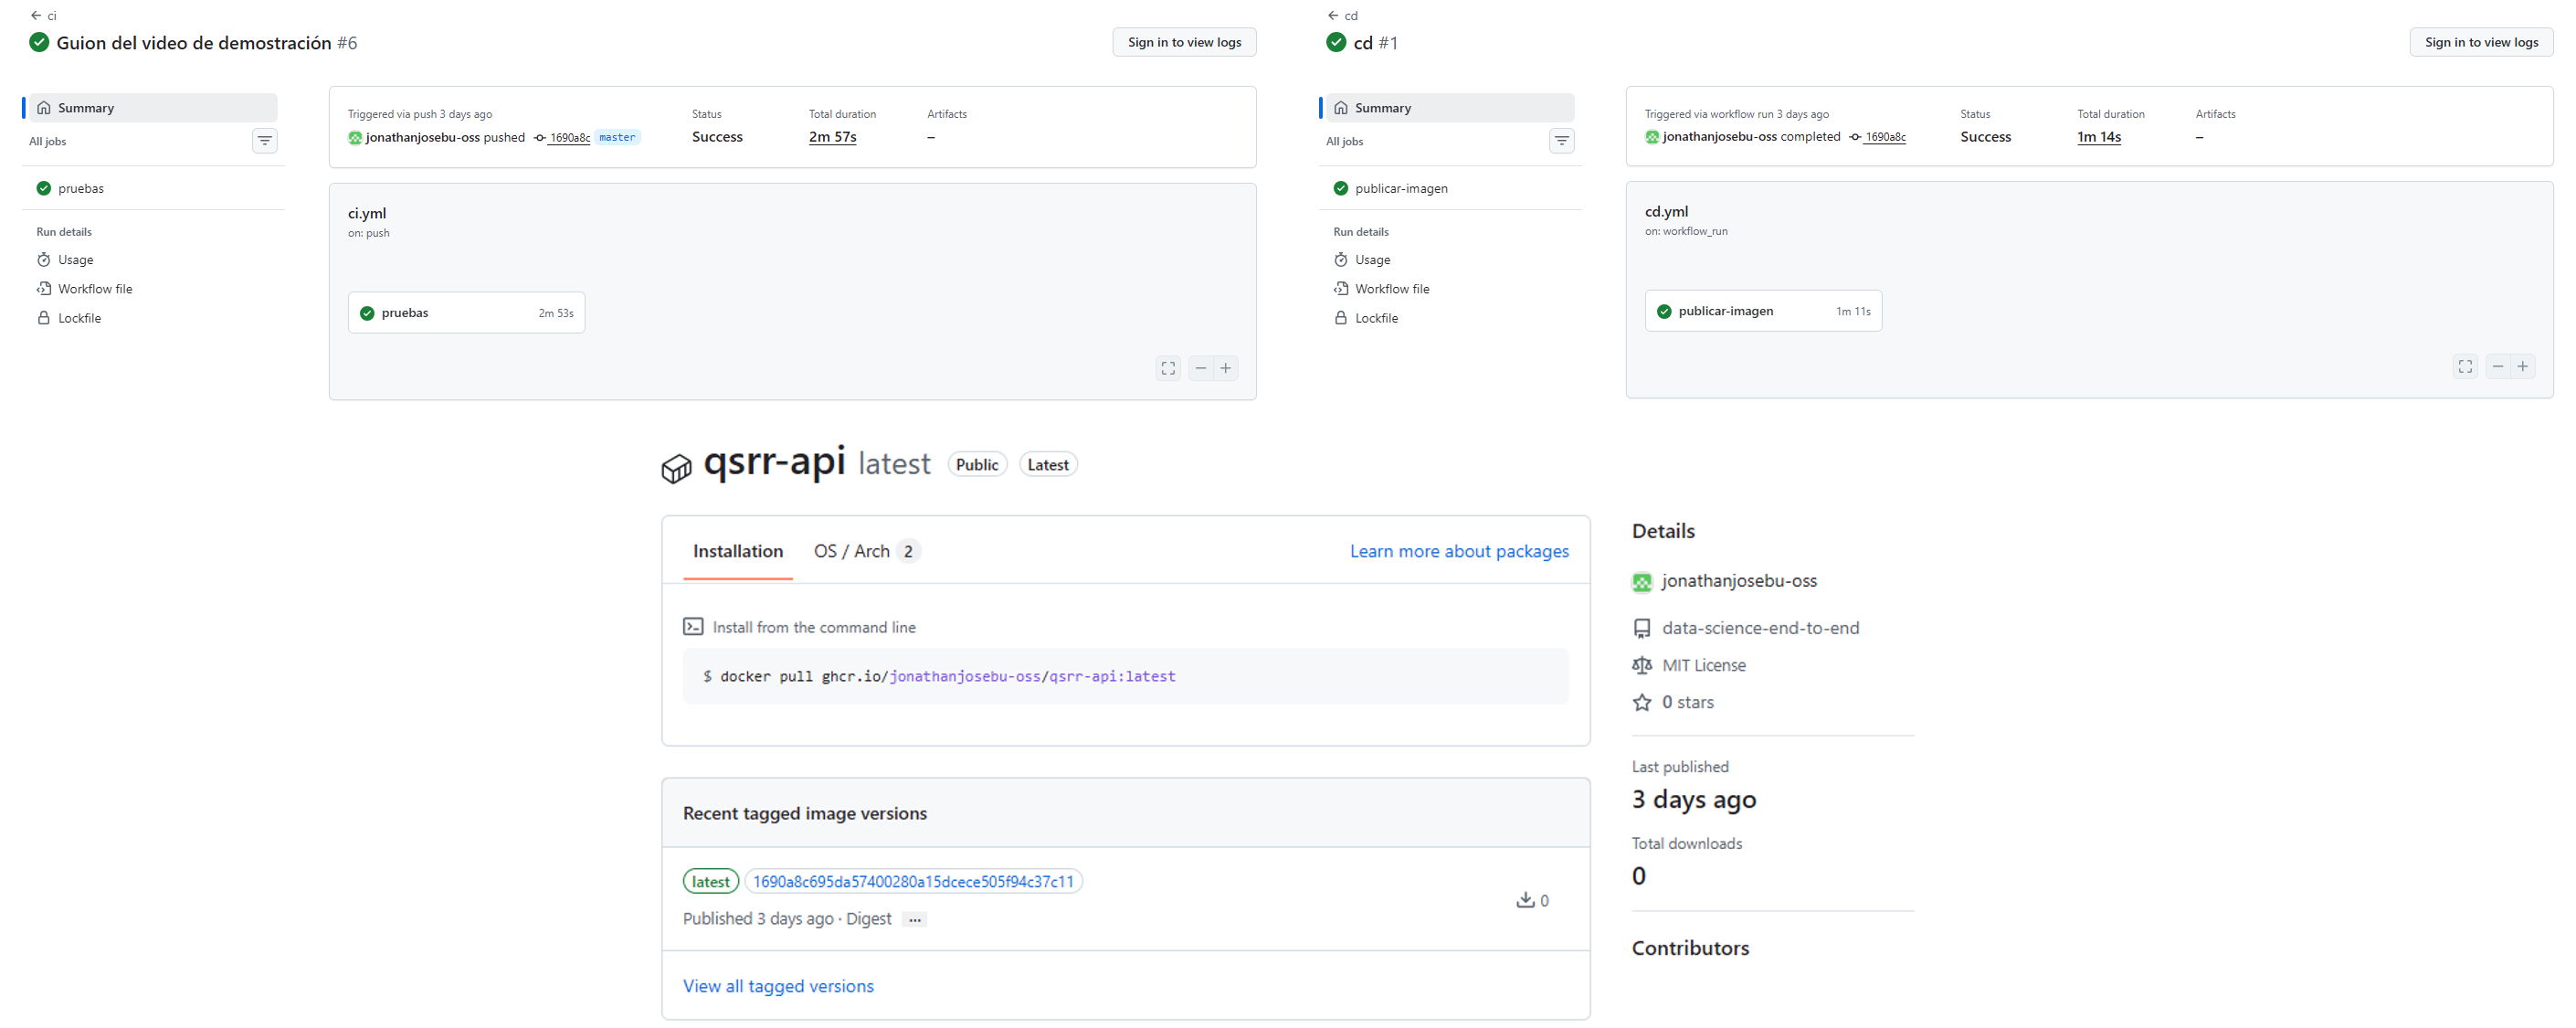 ci
Guion del video de demostración #6
Sign in to view logs
Summary
All jobs
pruebas
Run details
Usage
Workflow file
Lockfile
Triggered via push 3 days ago
jonathanjosebu-oss pushed 1690a8c master
Status
Success
Total duration
2m 57s
Artifacts
–
ci.yml
on: push
pruebas 2m 53s
cd
cd #1
Sign in to view logs
Summary
All jobs
publicar-imagen
Run details
Usage
Workflow file
Lockfile
Triggered via workflow run 3 days ago
jonathanjosebu-oss completed 1690a8c
Status
Success
Total duration
1m 14s
Artifacts
–
cd.yml
on: workflow_run
publicar-imagen 1m 11s
qsrr-api latest Public Latest
Installation OS / Arch 2 Learn more about packages
Install from the command line
$ docker pull ghcr.io/jonathanjosebu-oss/qsrr-api:latest
Recent tagged image versions
latest 1690a8c695da57400280a15dcece505f94c37c11
Published 3 days ago · Digest ...
0
View all tagged versions
Details
jonathanjosebu-oss
data-science-end-to-end
MIT License
0 stars
Last published
3 days ago
Total downloads
0
Contributors